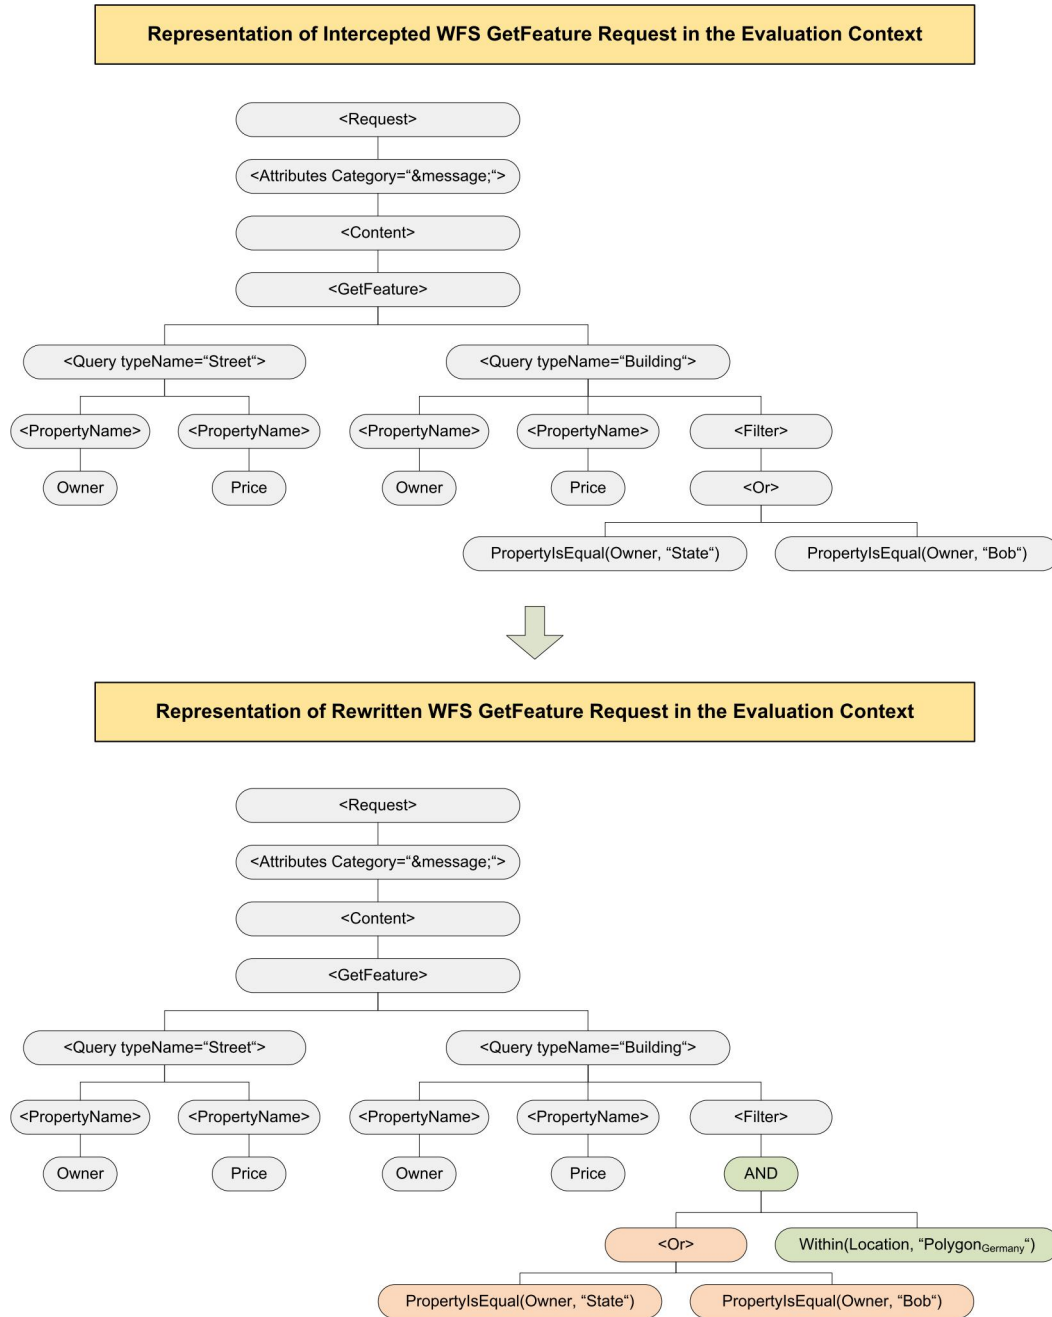 Representation of Intercepted WFS GetFeature Request in the Evaluation Context
<Request>
<Attributes Category=“&message;“>
<Content>
<GetFeature>
<Query typeName=“Street“> <Query typeName=“Building“>
<PropertyName> <PropertyName> <PropertyName> <PropertyName> <Filter>
Owner Price Owner Price <Or>
PropertyIsEqual(Owner, “State“) PropertyIsEqual(Owner, “Bob“)
Representation of Rewritten WFS GetFeature Request in the Evaluation Context
<Request>
<Attributes Category=“&message;“>
<Content>
<GetFeature>
<Query typeName=“Street“> <Query typeName=“Building“>
<PropertyName> <PropertyName> <PropertyName> <PropertyName> <Filter>
Owner Price Owner Price AND
<Or> Within(Location, “PolygonGermany“)
PropertyIsEqual(Owner, “State“) PropertyIsEqual(Owner, “Bob“)